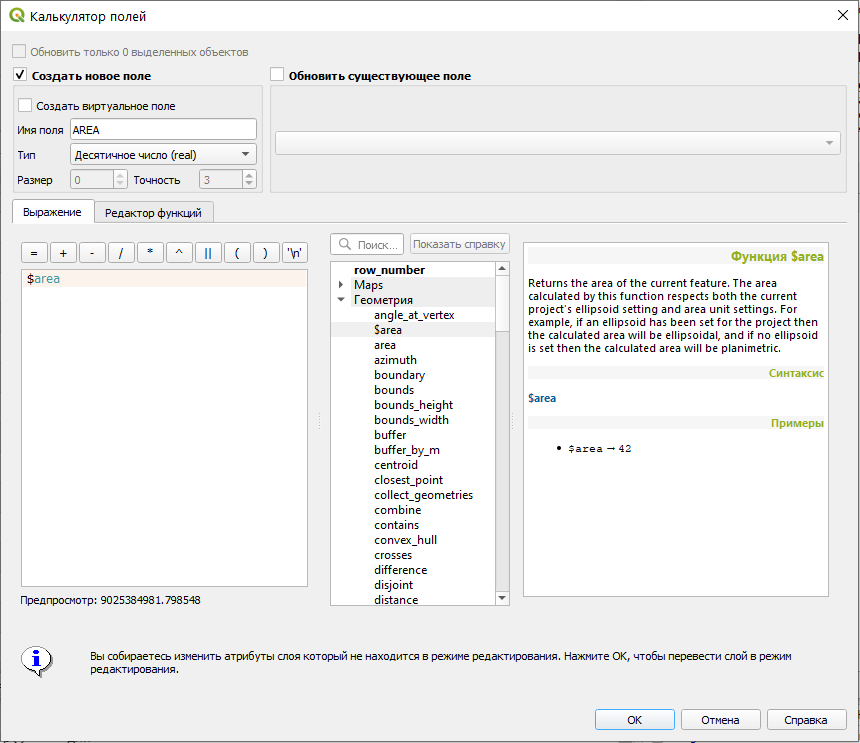 Калькулятор полей
Обновить только 0 выделенных объектов
Создать новое поле
Обновить существующее поле
Создать виртуальное поле
Имя поля AREA
Тип Десятичное число (real)
Размер 0 Точность 3
Выражение Редактор функций
= + - / * ^ || ( ) '\n'
$area
Предпросмотр: 9025384981.798548
Поиск... Показать справку
row_number
Maps
Геометрия
angle_at_vertex
$area
area
azimuth
boundary
bounds
bounds_height
bounds_width
buffer
buffer_by_m
centroid
closest_point
collect_geometries
combine
contains
convex_hull
crosses
difference
disjoint
distance
Функция $area
Returns the area of the current feature. The area
calculated by this function respects both the current
project's ellipsoid setting and area unit settings. For
example, if an ellipsoid has been set for the project then
the calculated area will be ellipsoidal, and if no ellipsoid
is set then the calculated area will be planimetric.
Синтаксис
$area
Примеры
• $area → 42
Вы собираетесь изменить атрибуты слоя который не находится в режиме редактирования. Нажмите ОК, чтобы перевести слой в режим
редактирования.
ОК Отмена Справка